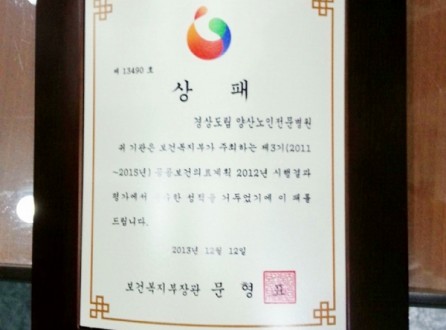 제 13490 호
상 패
경상도립 양산노인전문병원
위 기관은 보건복지부가 주최하는 제3기(2011
~2015년) 공공보건의료계획 2012년 시행결과
평가에서 성적을 거두었기에 이 패를
드립니다.
2013년 12월 12일
보건복지부장관 문 형 표